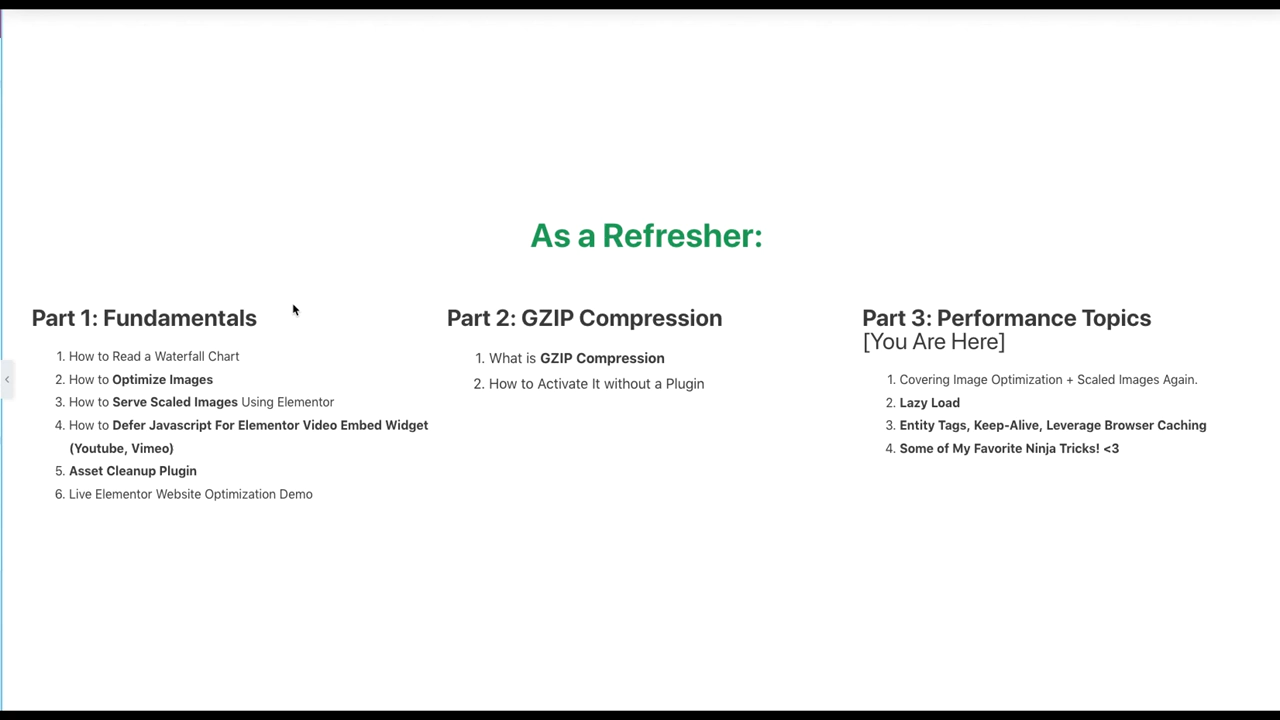 As a Refresher:
Part 1: Fundamentals
1. How to Read a Waterfall Chart
2. How to Optimize Images
3. How to Serve Scaled Images Using Elementor
4. How to Defer Javascript For Elementor Video Embed Widget
(Youtube, Vimeo)
5. Asset Cleanup Plugin
6. Live Elementor Website Optimization Demo
Part 2: GZIP Compression
1. What is GZIP Compression
2. How to Activate It without a Plugin
Part 3: Performance Topics
[You Are Here]
1. Covering Image Optimization + Scaled Images Again.
2. Lazy Load
3. Entity Tags, Keep-Alive, Leverage Browser Caching
4. Some of My Favorite Ninja Tricks! <3